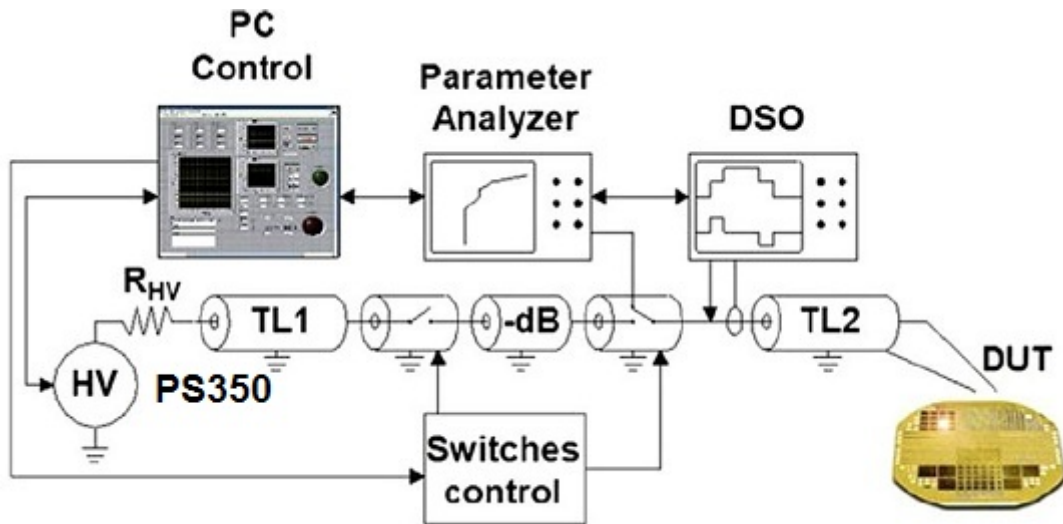 PC
Control
Parameter
Analyzer
DSO
R_HV
TL1
-dB
TL2
HV
PS350
DUT
Switches
control